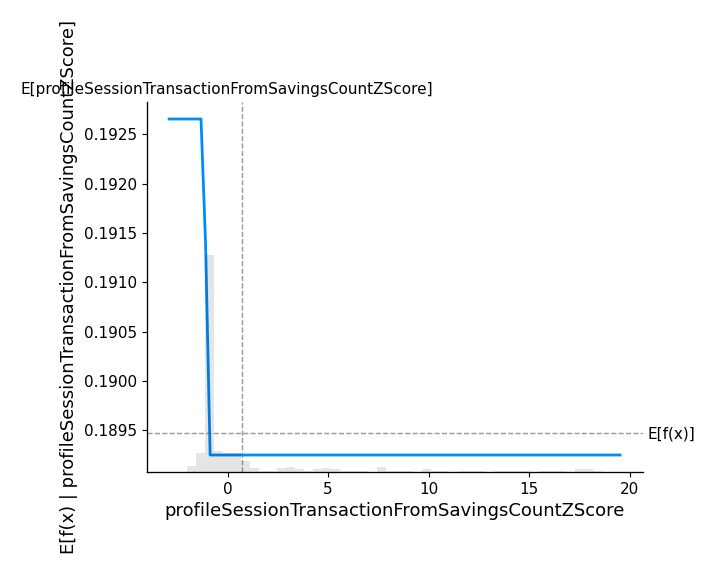 E[profileSessionTransactionFromSavingsCountZScore]
E[f(x) | profileSessionTransactionFromSavingsCountZScore]
0.1925
0.1920
0.1915
0.1910
0.1905
0.1900
0.1895
E[f(x)]
0 5 10 15 20
profileSessionTransactionFromSavingsCountZScore